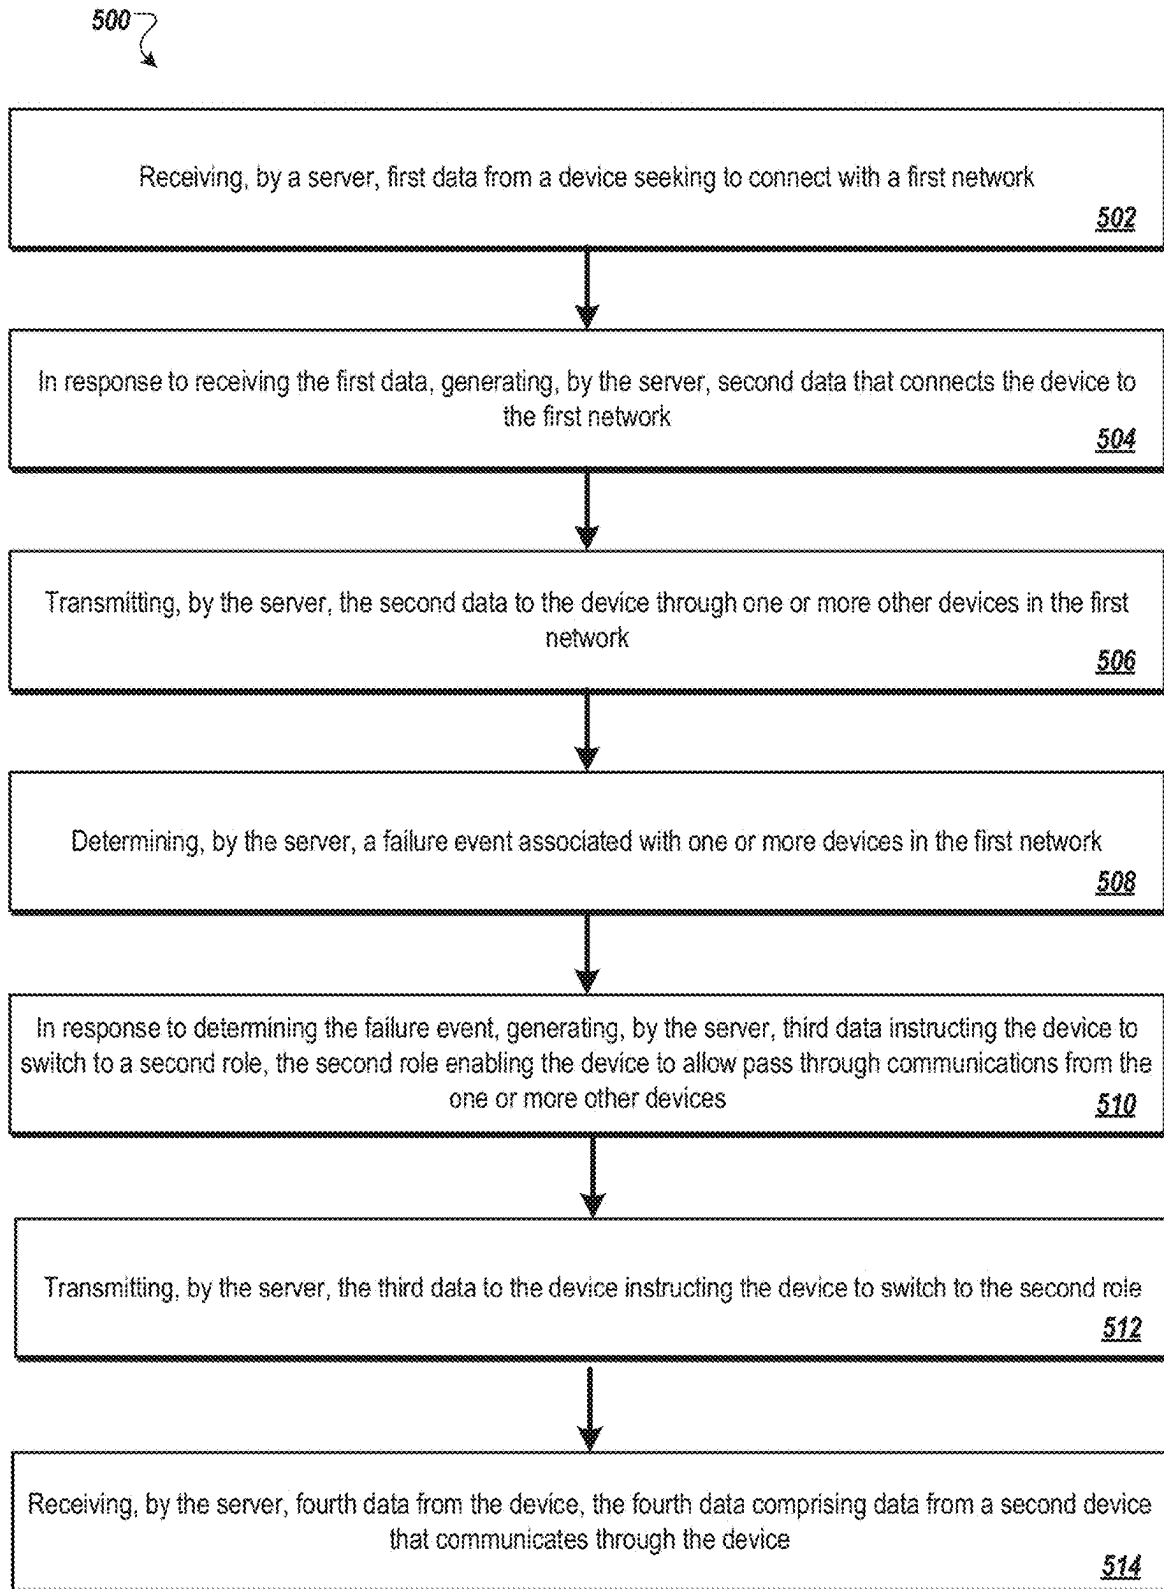 500
Receiving, by a server, first data from a device seeking to connect with a first network
502
In response to receiving the first data, generating, by the server, second data that connects the device to
the first network
504
Transmitting, by the server, the second data to the device through one or more other devices in the first
network
506
Determining, by the server, a failure event associated with one or more devices in the first network
508
In response to determining the failure event, generating, by the server, third data instructing the device to
switch to a second role, the second role enabling the device to allow pass through communications from the
one or more other devices
510
Transmitting, by the server, the third data to the device instructing the device to switch to the second role
512
Receiving, by the server, fourth data from the device, the fourth data comprising data from a second device
that communicates through the device
514